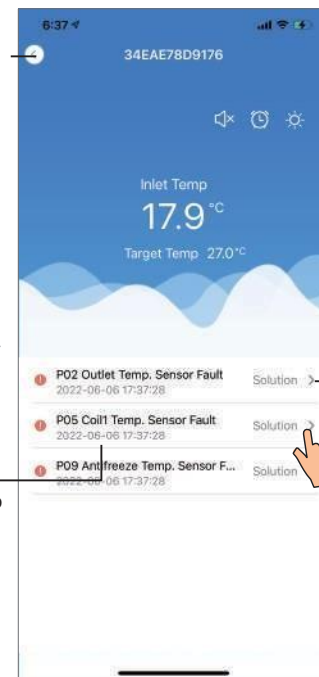 6:37
34EAE78D9176
Inlet Temp
17.9°C
Target Temp 27.0°C
P02 Outlet Temp. Sensor Fault
Solution
2022-06-06 17:37:28
P05 Coil1 Temp. Sensor Fault
Solution
2022-06-06 17:37:28
P09 Antifreeze Temp. Sensor F...
Solution
2022-06-06 17:37:28